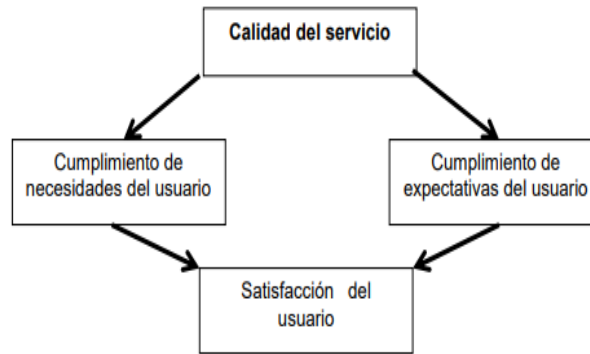 Calidad del servicio
Cumplimiento de
necesidades del usuario
Cumplimiento de
expectativas del usuario
Satisfacción del
usuario